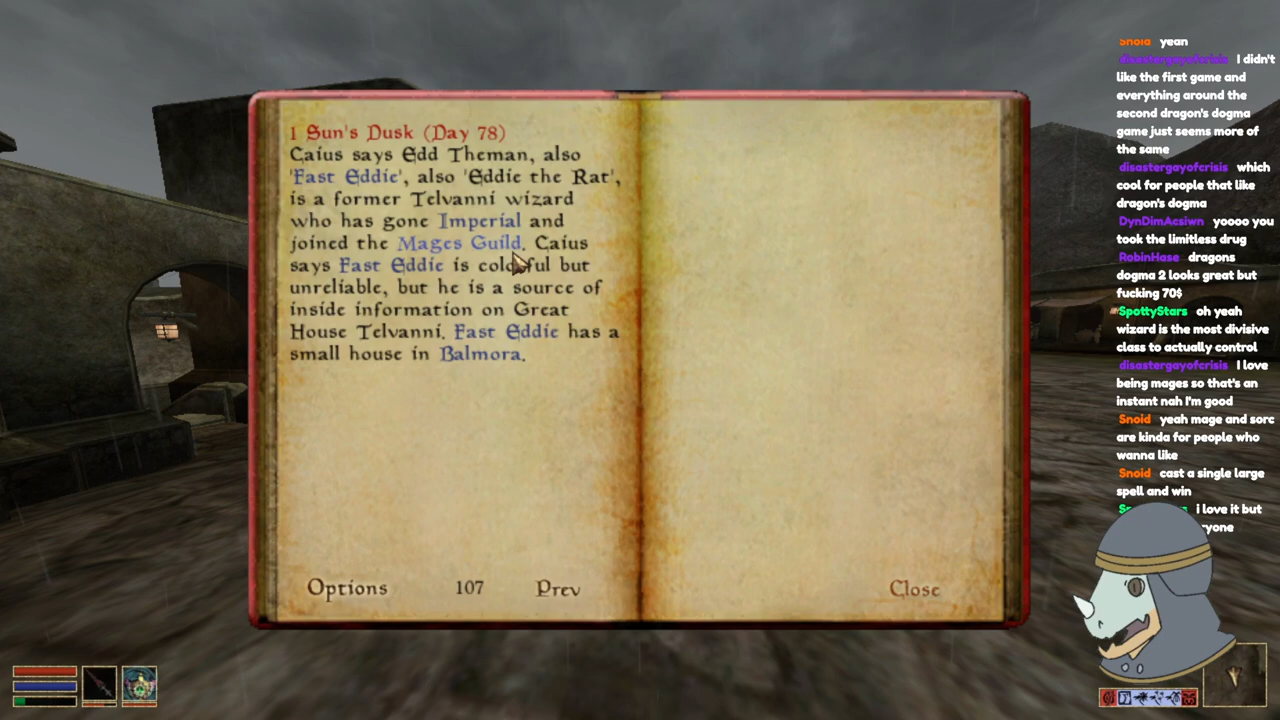 1 Sun's Dusk (Day 78)
Caius says Edd Theman, also
'Fast Eddie', also 'Eddie the Rat',
is a former Telvanni wizard
who has gone Imperial and
joined the Mages Guild. Caius
says Fast Eddie is colorful but
unreliable, but he is a source of
inside information on Great
House Telvanni. Fast Eddie has a
small house in Balmora.
Options 107 Prev
Close
Snoid yeah
disastergayofcrisis I didn't
like the first game and
everything around the
second dragon's dogma
game just seems more of
the same
disastergayofcrisis which
cool for people that like
dragon's dogma
DynDimAcsiwn yoooo you
took the limitless drug
RobinHase dragons
dogma 2 looks great but
fucking 70$
SpottyStars oh yeah
wizard is the most divisive
class to actually control
disastergayofcrisis I love
being mages so that's an
instant nah I'm good
Snoid yeah mage and sorc
are kinda for people who
wanna like
Snoid cast a single large
spell and win
i love it but